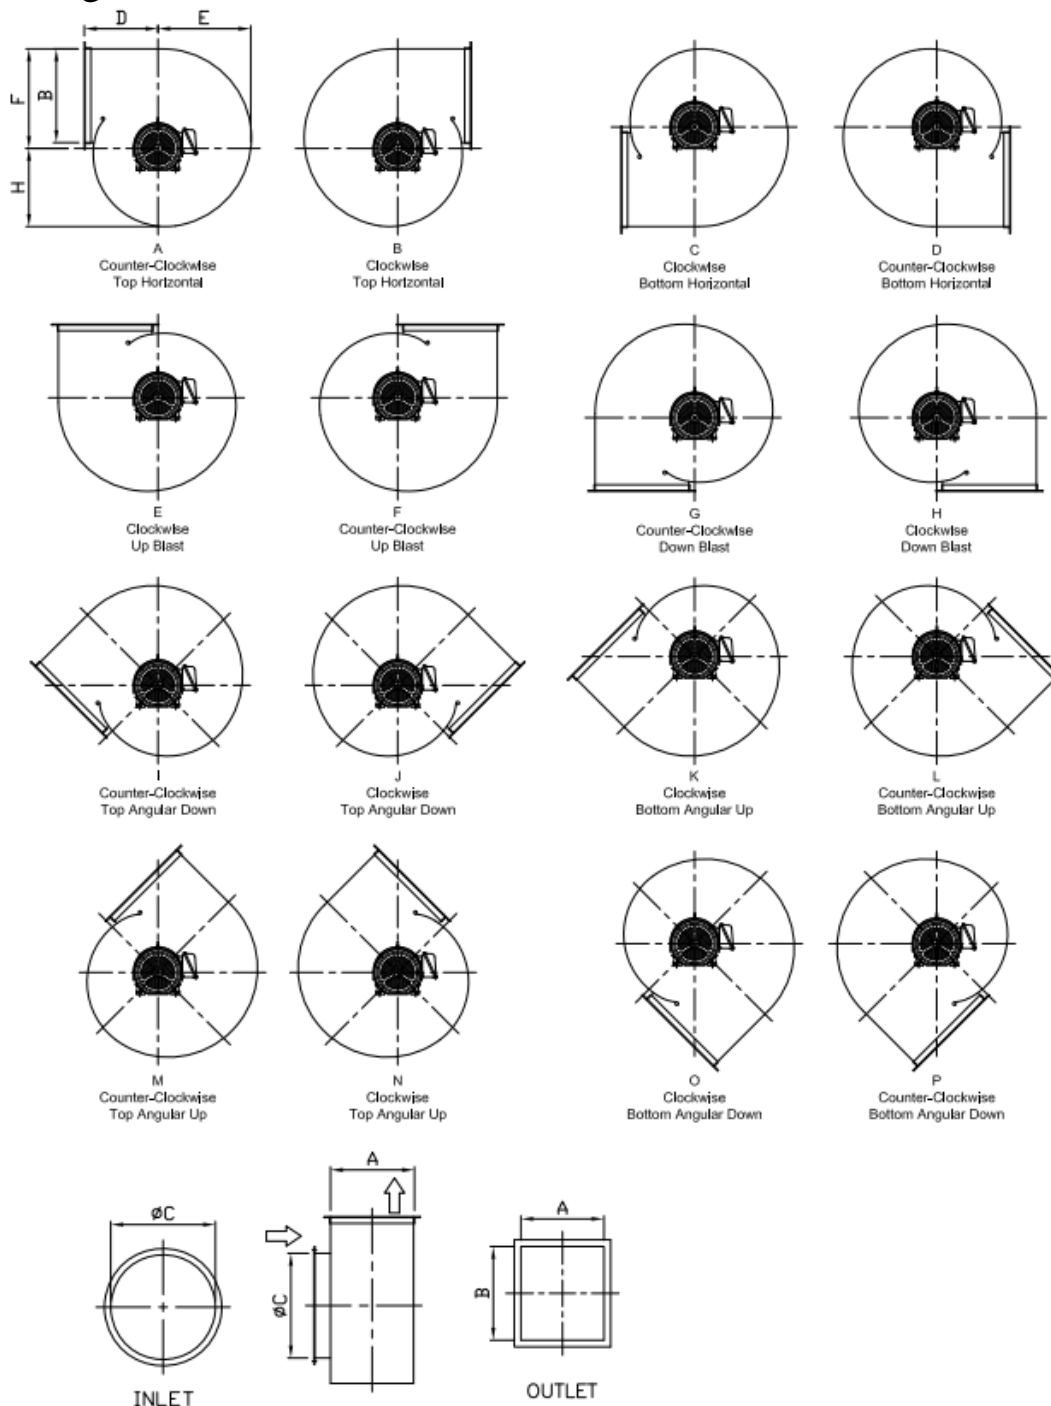 D E
F B
H
A
Counter-Clockwise
Top Horizontal
B
Clockwise
Top Horizontal
C
Clockwise
Bottom Horizontal
D
Counter-Clockwise
Bottom Horizontal
E
Clockwise
Up Blast
F
Counter-Clockwise
Up Blast
G
Counter-Clockwise
Down Blast
H
Clockwise
Down Blast
I
Counter-Clockwise
Top Angular Down
J
Clockwise
Top Angular Down
K
Clockwise
Bottom Angular Up
L
Counter-Clockwise
Bottom Angular Up
M
Counter-Clockwise
Top Angular Up
N
Clockwise
Top Angular Up
O
Clockwise
Bottom Angular Down
P
Counter-Clockwise
Bottom Angular Down
øC
INLET
A
øC
A
B
OUTLET